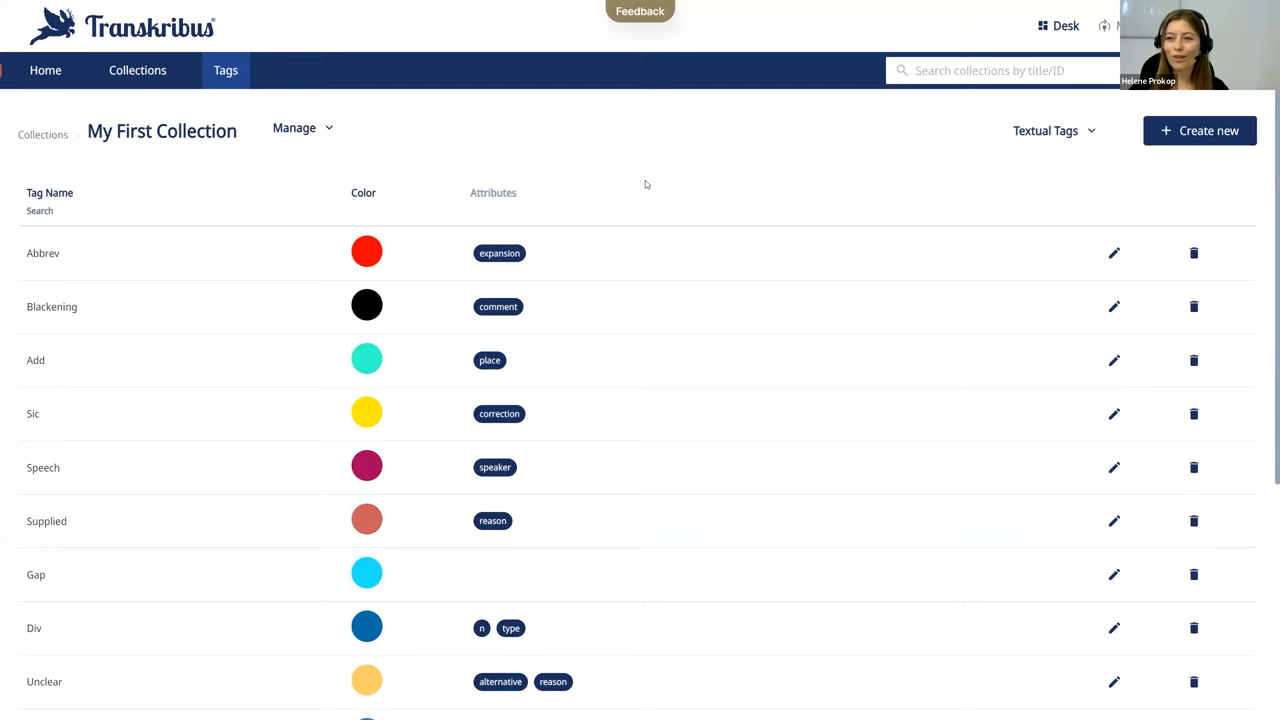 Feedback
Transkribus®
Desk
Home Collections Tags
Search collections by title/ID
Helene Prokop
Collections My First Collection Manage Textual Tags + Create new
Tag Name Color Attributes
Search
Abbrev expansion
Blackening comment
Add place
Sic correction
Speech speaker
Supplied reason
Gap
Div n type
Unclear alternative reason